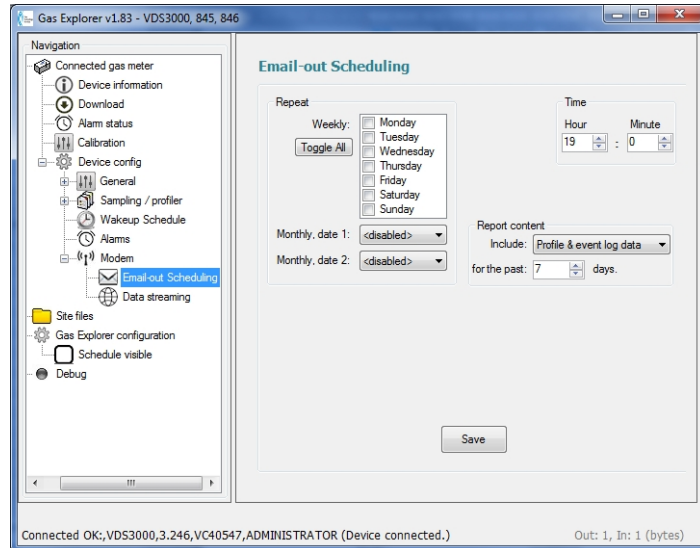 Gas Explorer v1.83 - VDS3000, 845, 846
Navigation
Connected gas meter
Device information
Download
Alarm status
Calibration
Device config
General
Sampling / profiler
Wakeup Schedule
Alarms
Modem
Email-out Scheduling
Data streaming
Site files
Gas Explorer configuration
Schedule visible
Debug
Email-out Scheduling
Repeat
Weekly:
Toggle All
Monday
Tuesday
Wednesday
Thursday
Friday
Saturday
Sunday
Monthly, date 1: <disabled>
Monthly, date 2: <disabled>
Time
Hour Minute
19 : 0
Report content
Include: Profile & event log data
for the past: 7 days.
Save
Connected OK:,VDS3000,3.246,VC40547,ADMINISTRATOR (Device connected.) Out: 1, In: 1 (bytes)